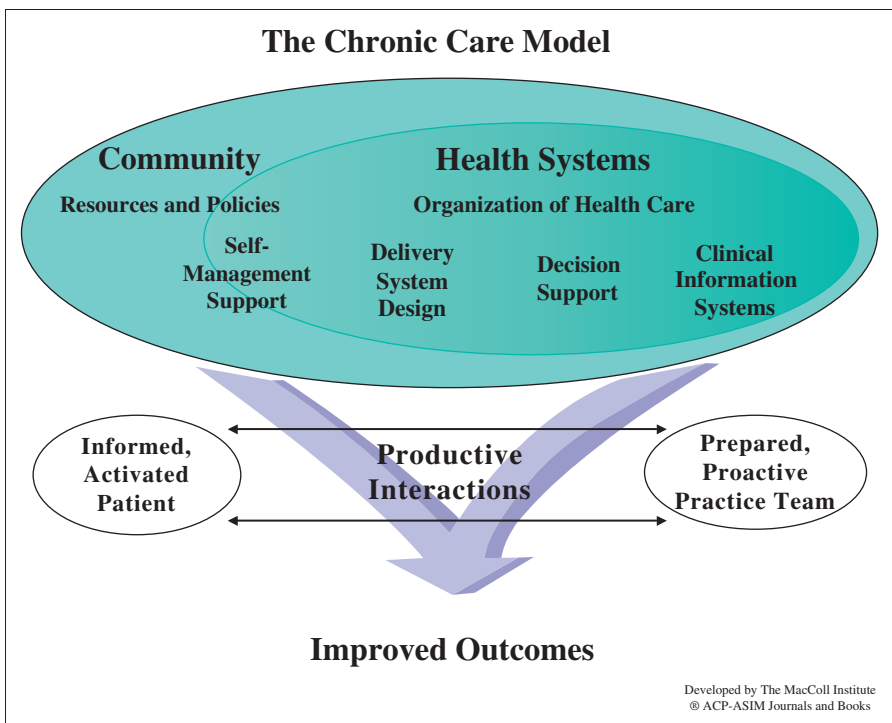 The Chronic Care Model
Community
Resources and Policies
Health Systems
Organization of Health Care
Self-
Management
Support
Delivery
System
Design
Decision
Support
Clinical
Information
Systems
Informed,
Activated
Patient
Productive
Interactions
Prepared,
Proactive
Practice Team
Improved Outcomes
Developed by The MacColl Institute
® ACP-ASIM Journals and Books